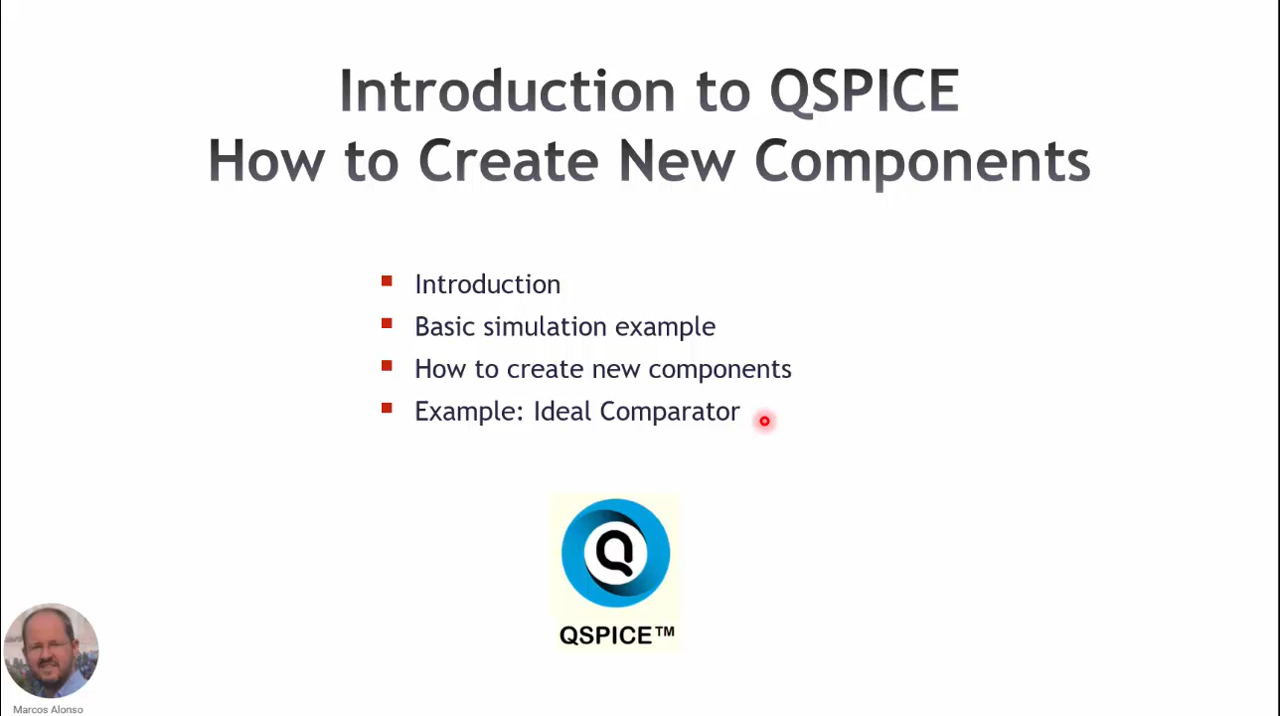 Introduction to QSPICE
How to Create New Components
Introduction
Basic simulation example
How to create new components
Example: Ideal Comparator
Q
QSPICE™
Marcos Alonso